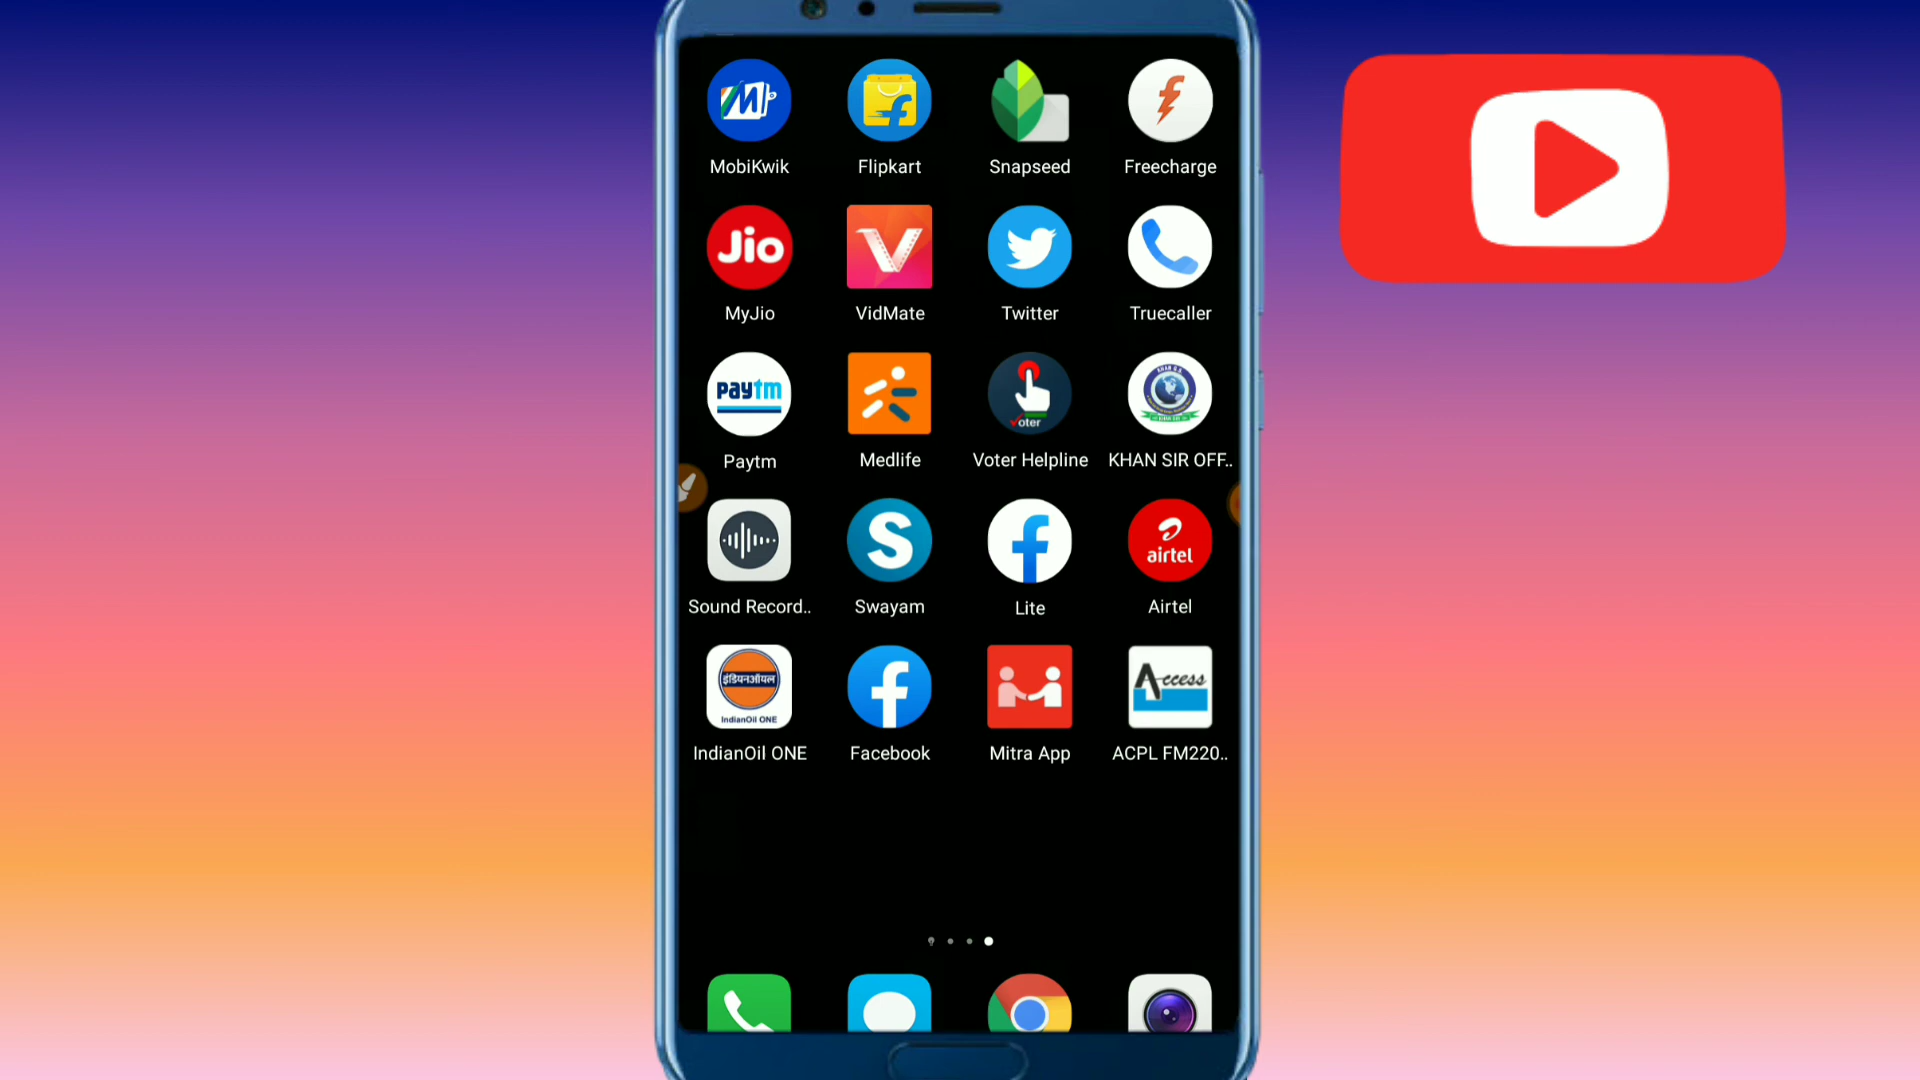 MobiKwik Flipkart Snapseed Freecharge
Jio
MyJio VidMate Twitter Truecaller
paytm
Voter
KHAN G.S.
Paytm Medlife Voter Helpline KHAN SIR OFF..
airtel
Sound Record.. Swayam Lite Airtel
इंडियनऑयल
Access
IndianOil ONE
IndianOil ONE Facebook Mitra App ACPL FM220..